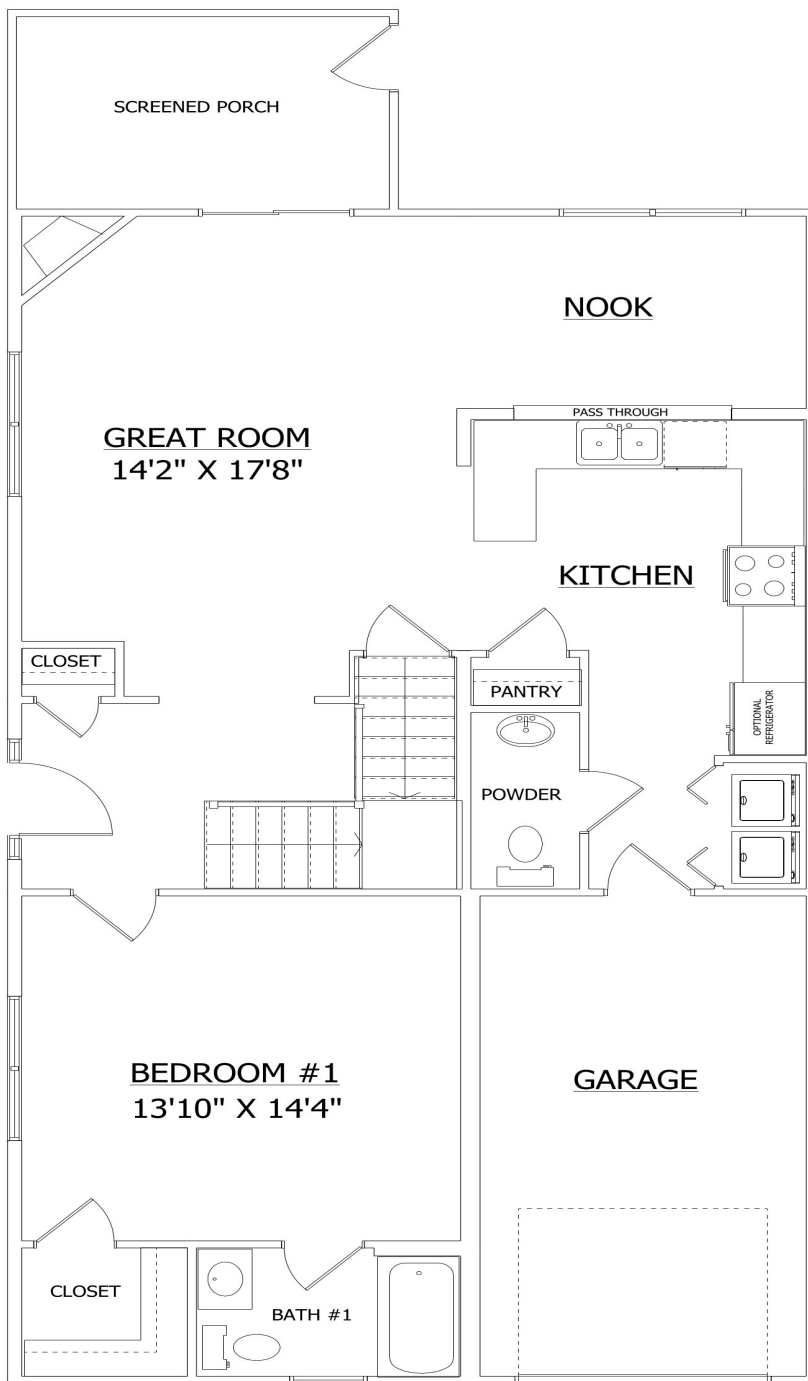 SCREENED PORCH
NOOK
PASS THROUGH
GREAT ROOM
14'2" X 17'8"
KITCHEN
CLOSET
PANTRY
OPTIONAL
REFRIGERATOR
POWDER
BEDROOM #1
13'10" X 14'4"
GARAGE
CLOSET
BATH #1